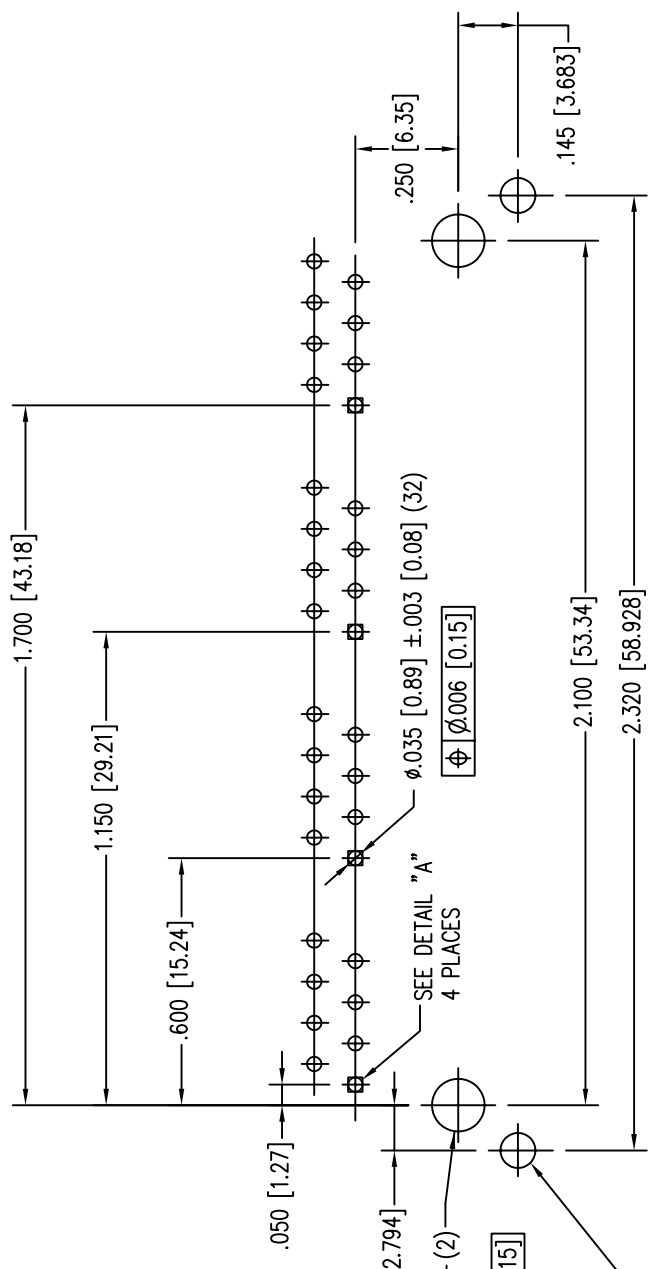 1.700 [43.18]
1.150 [29.21]
.600 [15.24]
.050 [1.27]
2.794]
(2)
15]
SEE DETAIL "A"
4 PLACES
ø.035 [0.89] ±.003 [0.08] (32)
⌖ Ø.006 [0.15]
.250 [6.35]
.145 [3.683]
2.100 [53.34]
2.320 [58.928]